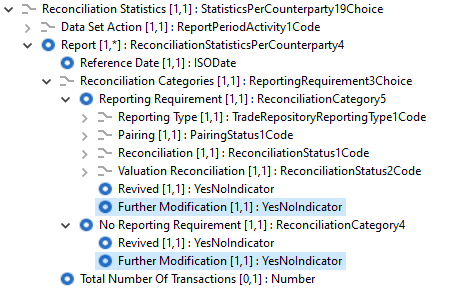 Reconciliation Statistics [1,1] : StatisticsPerCounterparty19Choice
Data Set Action [1,1] : ReportPeriodActivity1Code
Report [1,*] : ReconciliationStatisticsPerCounterparty4
Reference Date [1,1] : ISODate
Reconciliation Categories [1,1] : ReportingRequirement3Choice
Reporting Requirement [1,1] : ReconciliationCategory5
Reporting Type [1,1] : TradeRepositoryReportingType1Code
Pairing [1,1] : PairingStatus1Code
Reconciliation [1,1] : ReconciliationStatus1Code
Valuation Reconciliation [1,1] : ReconciliationStatus2Code
Revived [1,1] : YesNoIndicator
Further Modification [1,1] : YesNoIndicator
No Reporting Requirement [1,1] : ReconciliationCategory4
Revived [1,1] : YesNoIndicator
Further Modification [1,1] : YesNoIndicator
Total Number Of Transactions [0,1] : Number